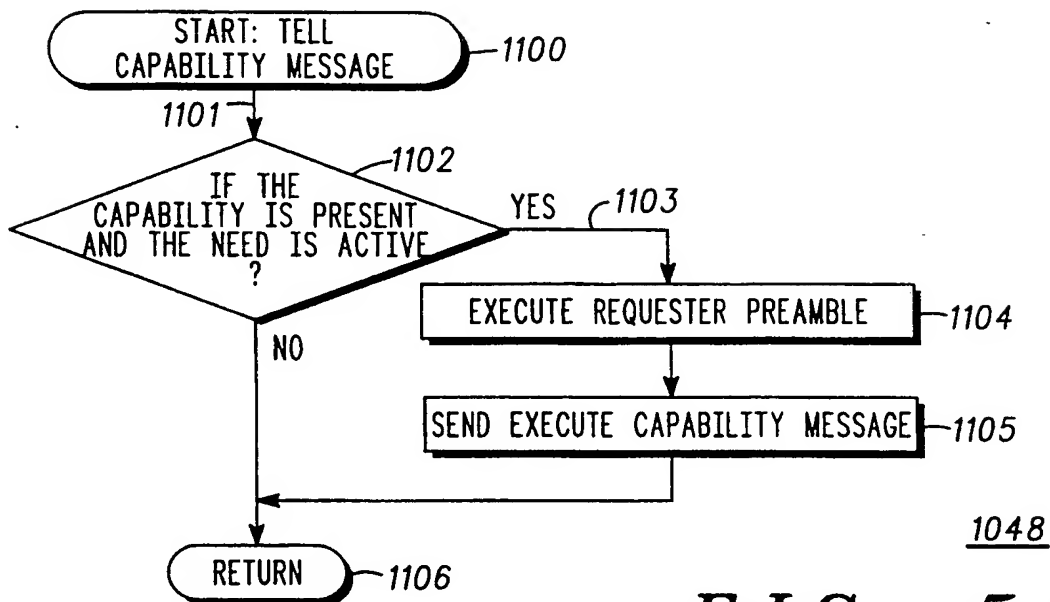 START: TELL
CAPABILITY MESSAGE
1100
1101
1102
IF THE
CAPABILITY IS PRESENT
AND THE NEED IS ACTIVE
?
YES
1103
EXECUTE REQUESTER PREAMBLE
1104
NO
SEND EXECUTE CAPABILITY MESSAGE
1105
1048
RETURN
1106